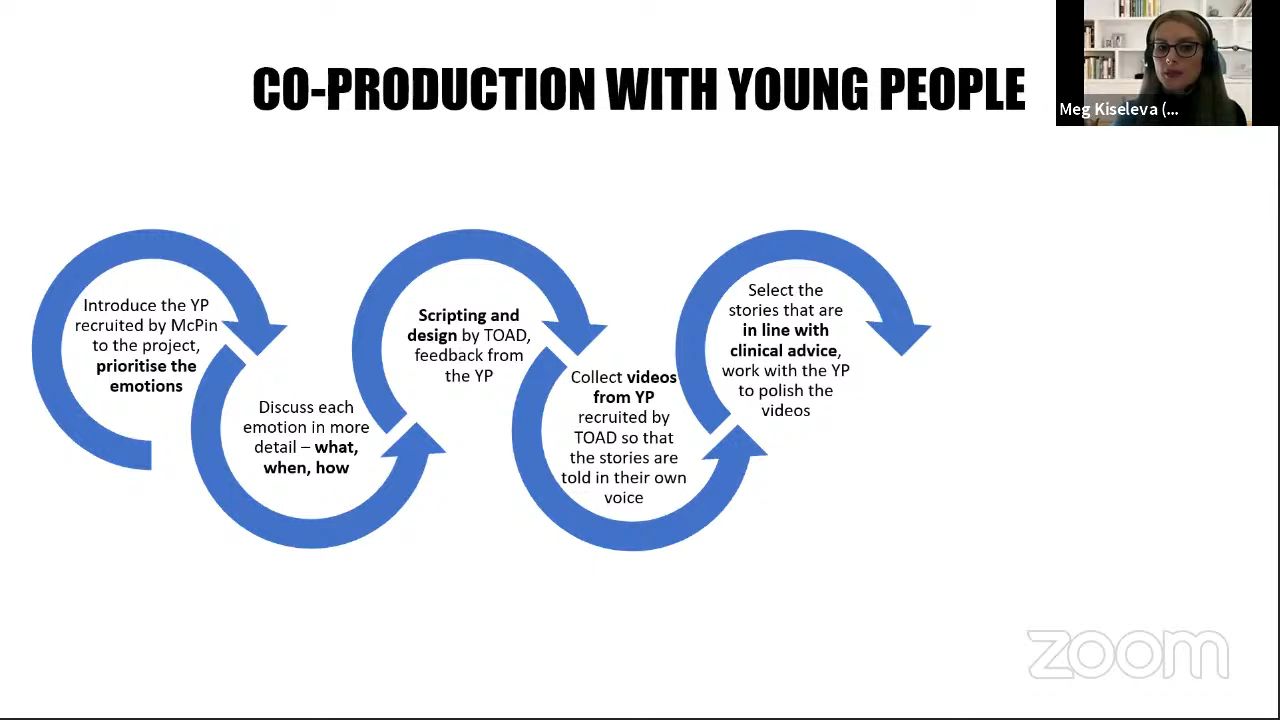 CO-PRODUCTION WITH YOUNG PEOPLE
Meg Kiseleva (...
Introduce the YP
recruited by McPin
to the project,
prioritise the
emotions
Discuss each
emotion in more
detail – what,
when, how
Scripting and
design by TOAD,
feedback from
the YP
Collect videos
from YP
recruited by
TOAD so that
the stories are
told in their own
voice
Select the
stories that are
in line with
clinical advice,
work with the YP
to polish the
videos
zoom